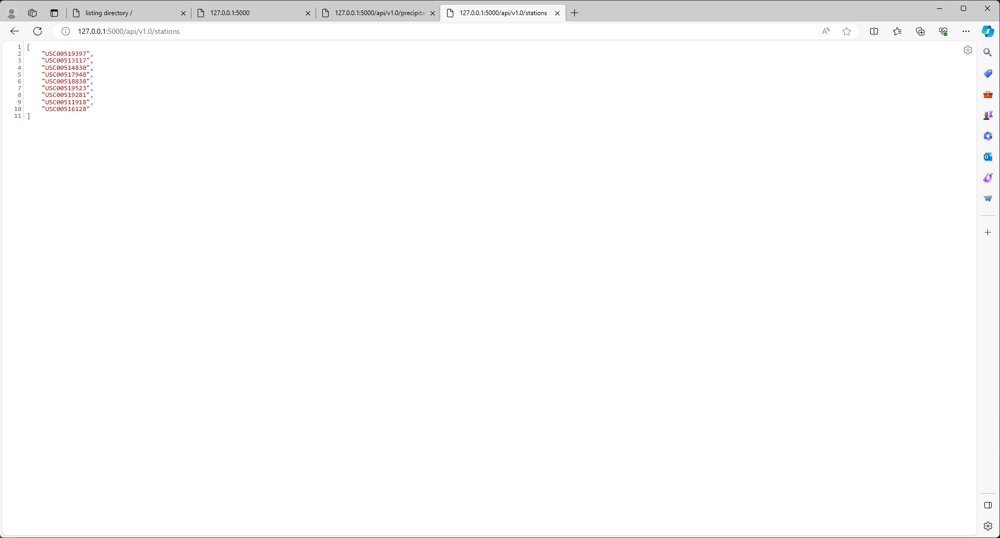 listing directory /
127.0.0.1:5000
127.0.0.1:5000/api/v1.0/precipita
127.0.0.1:5000/api/v1.0/stations
127.0.0.1:5000/api/v1.0/stations
1 [
2 "USC00519397",
3 "USC00513117",
4 "USC00514830",
5 "USC00517948",
6 "USC00518838",
7 "USC00519523",
8 "USC00519281",
9 "USC00511918",
10 "USC00516128"
11 ]